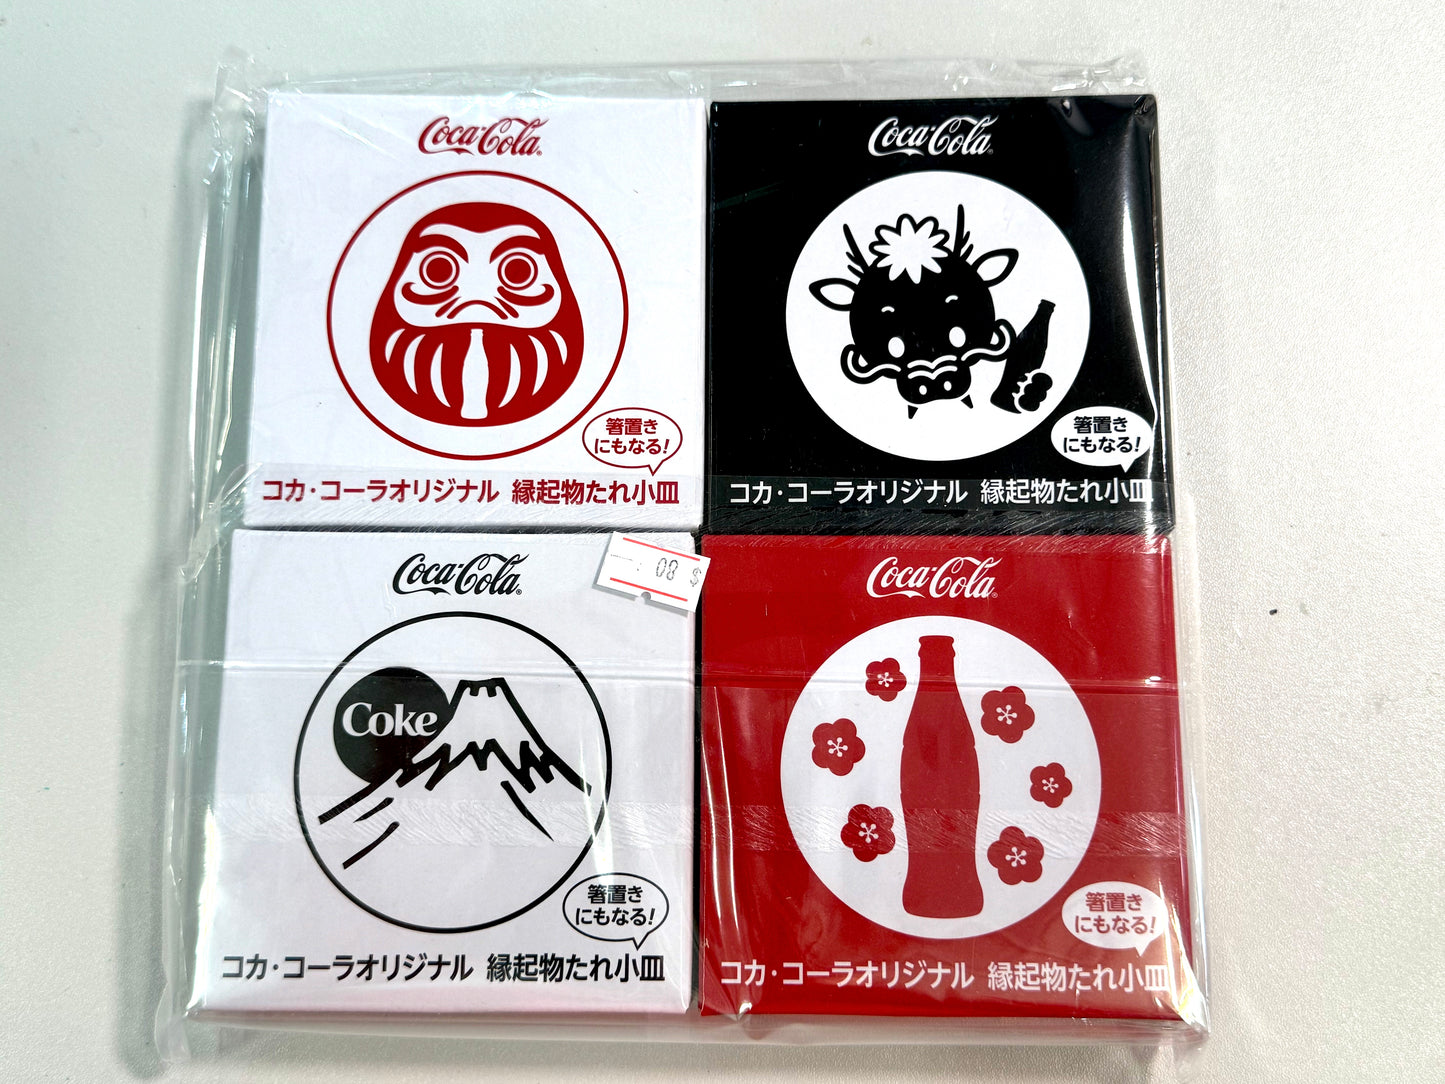 Coca-Cola
箸置き
にもなる!
コカ・コーラオリジナル 縁起物たれ小皿
Coca-Cola
箸置き
にもなる!
コカ・コーラオリジナル 縁起物たれ小皿
08 $
Coca-Cola
Coke
箸置き
にもなる!
コカ・コーラオリジナル 縁起物たれ小皿
Coca-Cola
箸置き
にもなる!
コカ・コーラオリジナル 縁起物たれ小皿